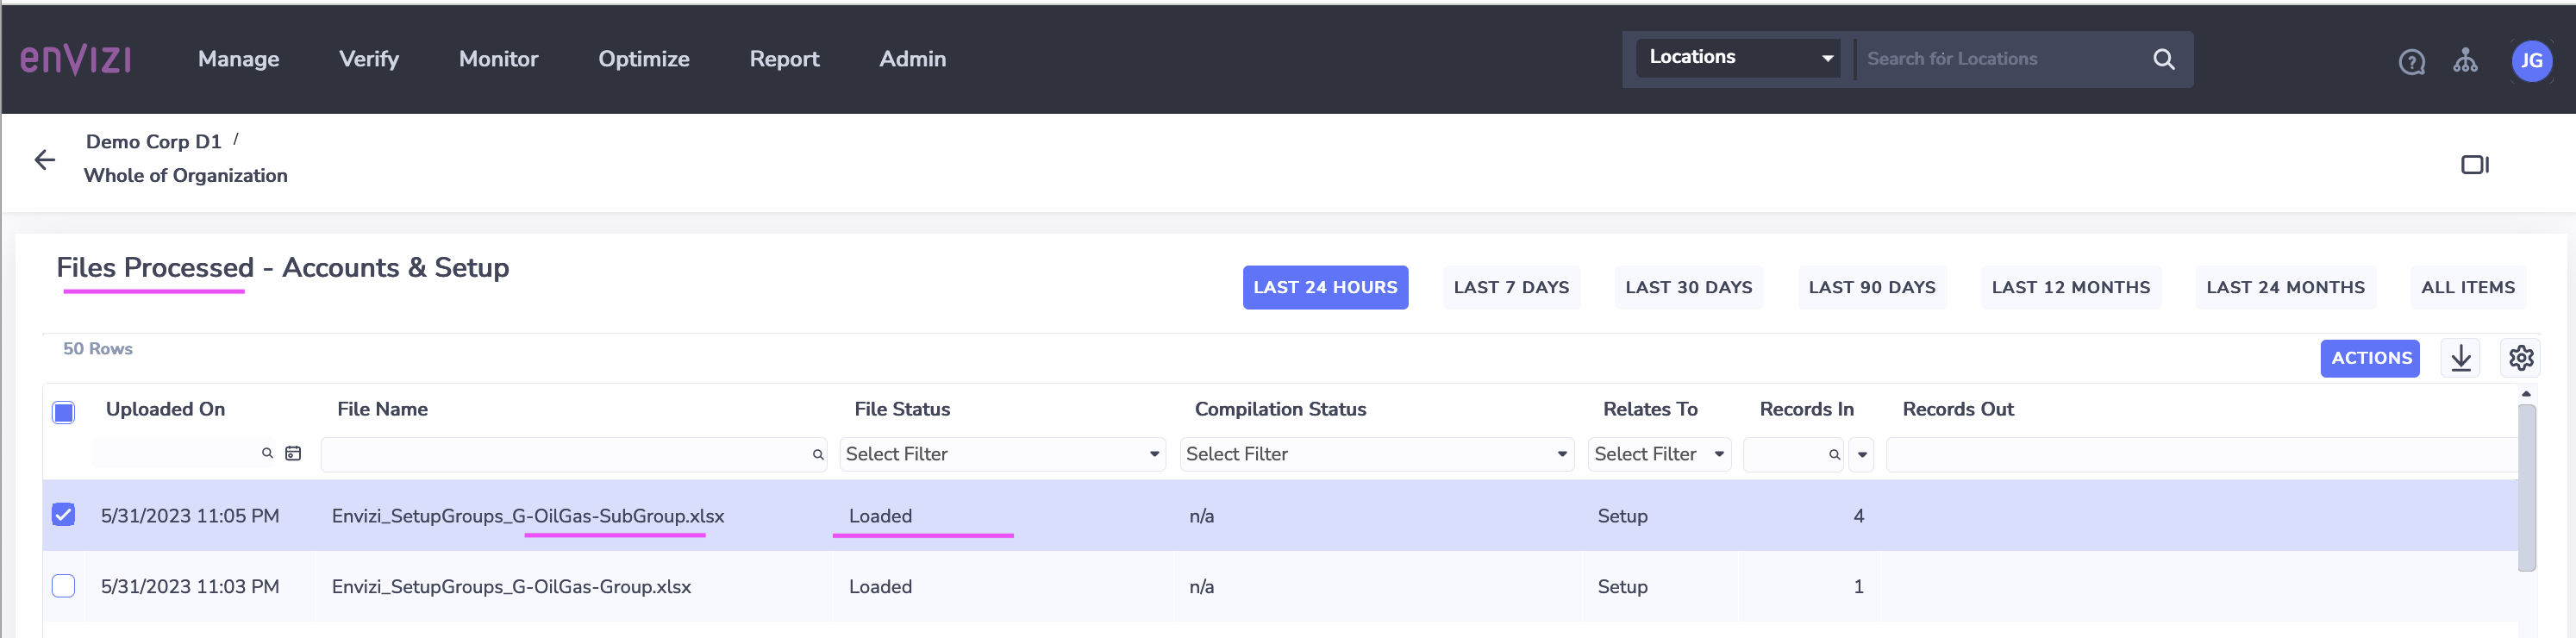 enVIZI Manage Verify Monitor Optimize Report Admin Locations Search for Locations ? JG
Demo Corp D1 /
Whole of Organization
Files Processed - Accounts & Setup
LAST 24 HOURS LAST 7 DAYS LAST 30 DAYS LAST 90 DAYS LAST 12 MONTHS LAST 24 MONTHS ALL ITEMS
50 Rows
ACTIONS
Uploaded On File Name File Status Compilation Status Relates To Records In Records Out
Select Filter Select Filter Select Filter
5/31/2023 11:05 PM Envizi_SetupGroups_G-OilGas-SubGroup.xlsx Loaded n/a Setup 4
5/31/2023 11:03 PM Envizi_SetupGroups_G-OilGas-Group.xlsx Loaded n/a Setup 1